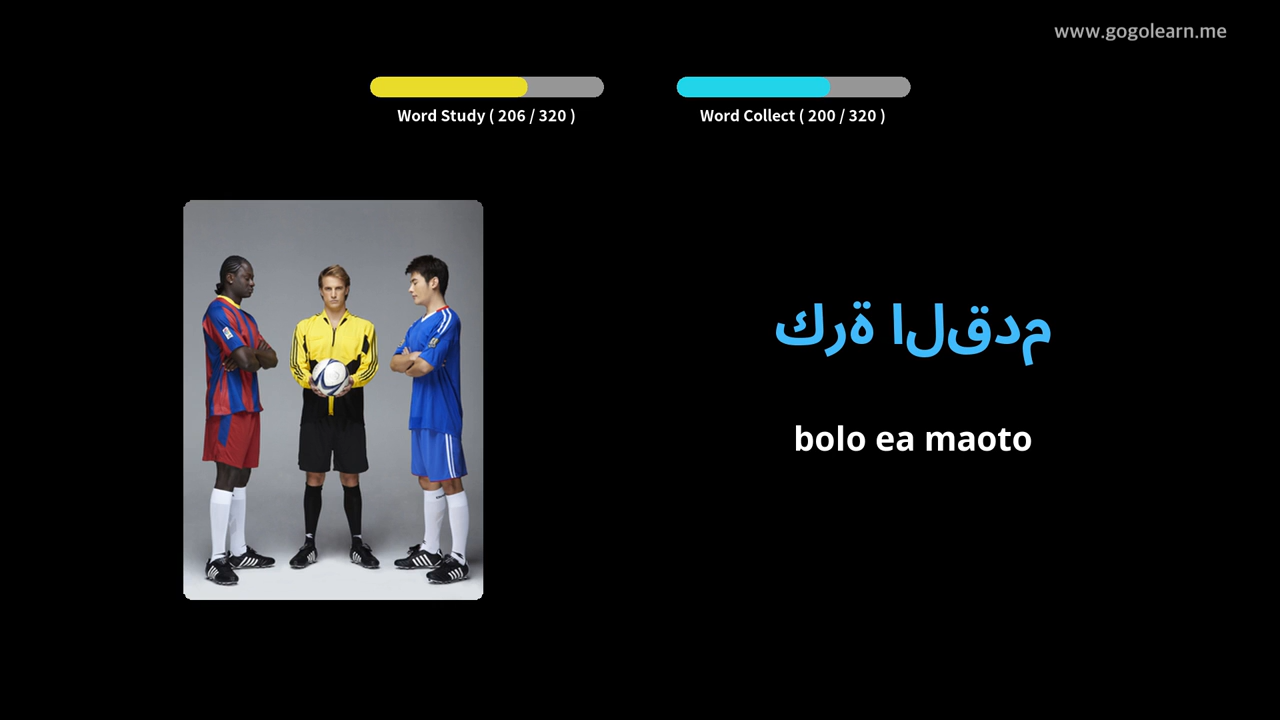 www.gogolearn.me
Word Study ( 206 / 320 )
Word Collect ( 200 / 320 )
كرة القدم
bolo ea maoto